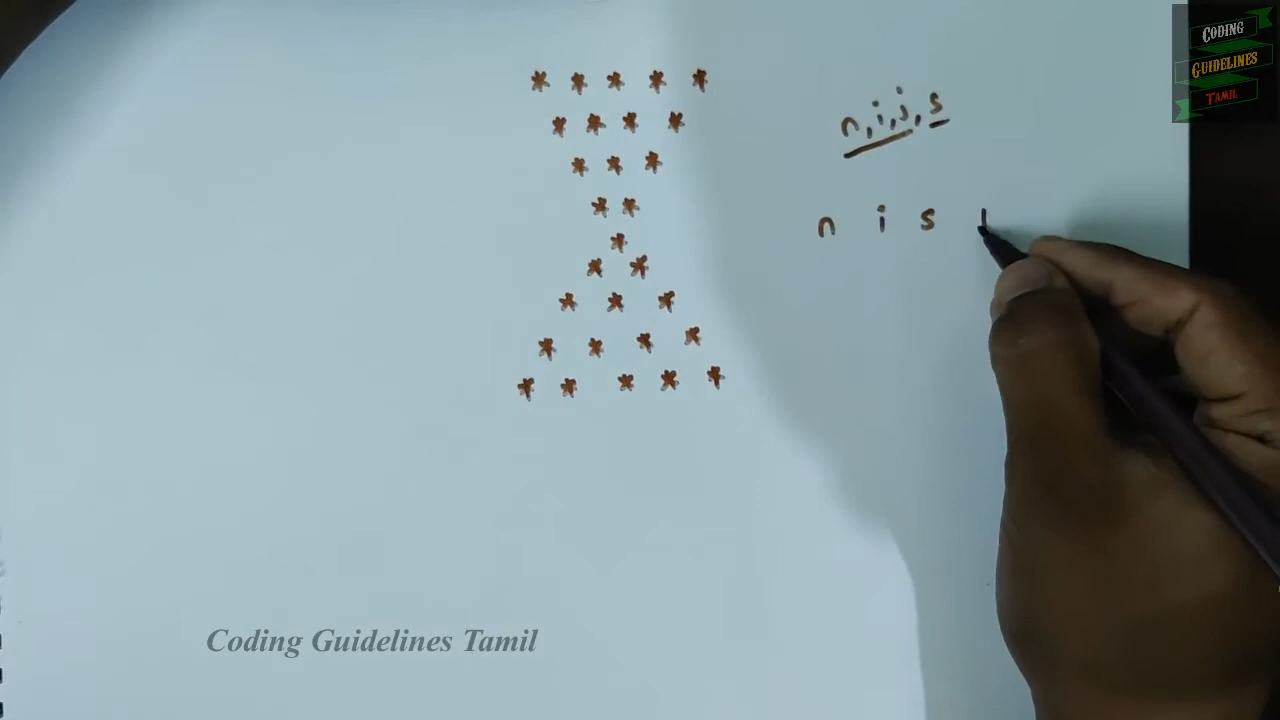 * * * * *
* * * *
* * *
* *
*
* *
* * *
* * * *
* * * * *
n, i, j, s
n i s
CODING
GUIDELINES
TAMIL
Coding Guidelines Tamil